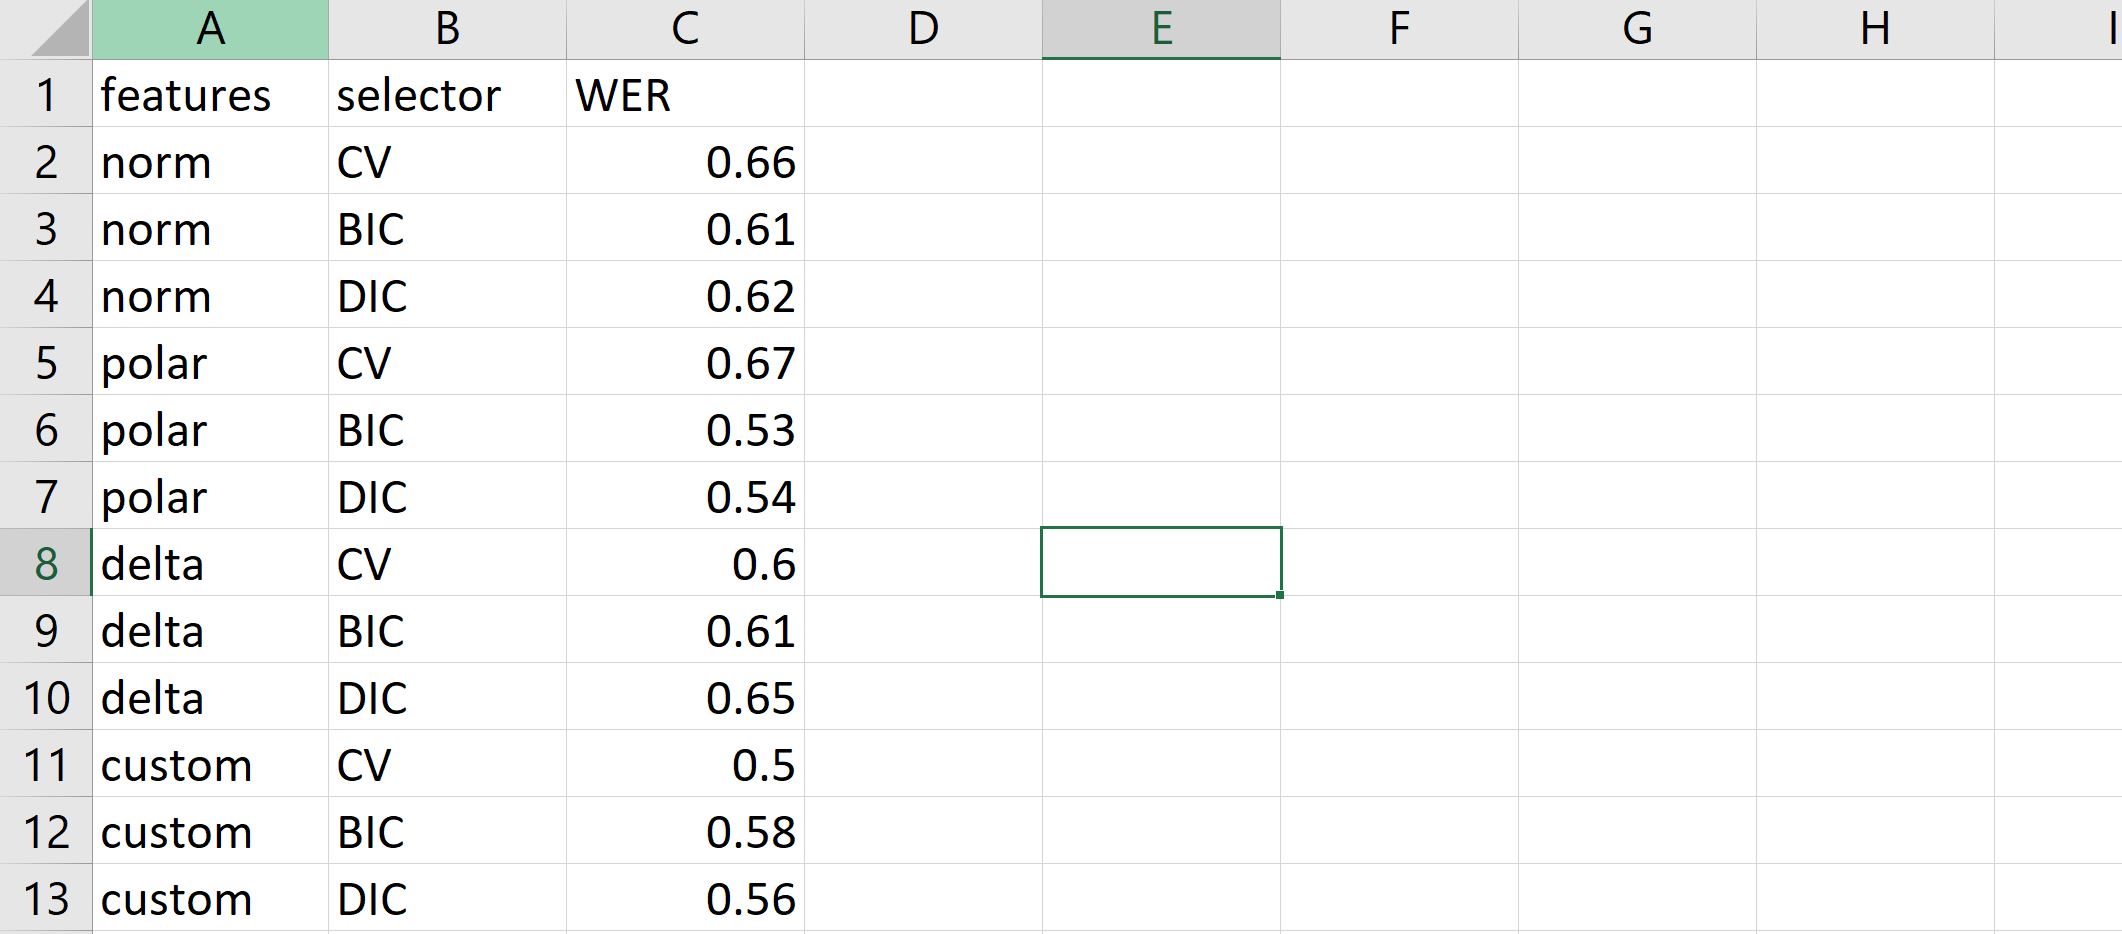 A B C D E F G H I
1 features selector WER
2 norm CV 0.66
3 norm BIC 0.61
4 norm DIC 0.62
5 polar CV 0.67
6 polar BIC 0.53
7 polar DIC 0.54
8 delta CV 0.6
9 delta BIC 0.61
10 delta DIC 0.65
11 custom CV 0.5
12 custom BIC 0.58
13 custom DIC 0.56